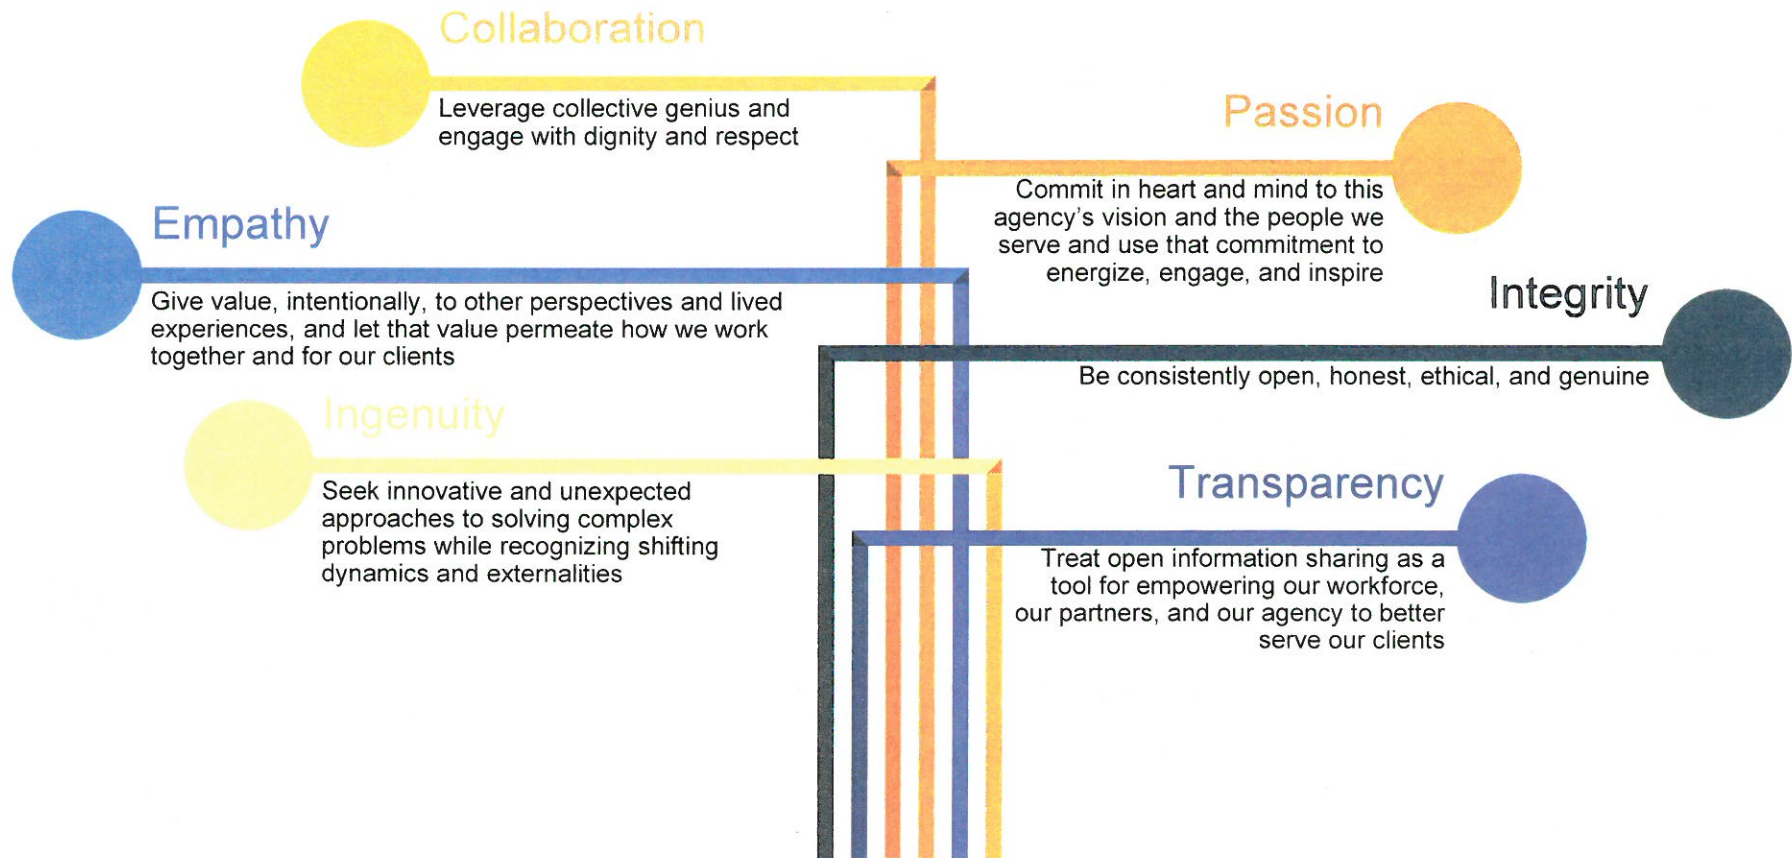 Collaboration
Leverage collective genius and
engage with dignity and respect
Passion
Commit in heart and mind to this
agency's vision and the people we
serve and use that commitment to
energize, engage, and inspire
Empathy
Give value, intentionally, to other perspectives and lived
experiences, and let that value permeate how we work
together and for our clients
Integrity
Be consistently open, honest, ethical, and genuine
Ingenuity
Seek innovative and unexpected
approaches to solving complex
problems while recognizing shifting
dynamics and externalities
Transparency
Treat open information sharing as a
tool for empowering our workforce,
our partners, and our agency to better
serve our clients